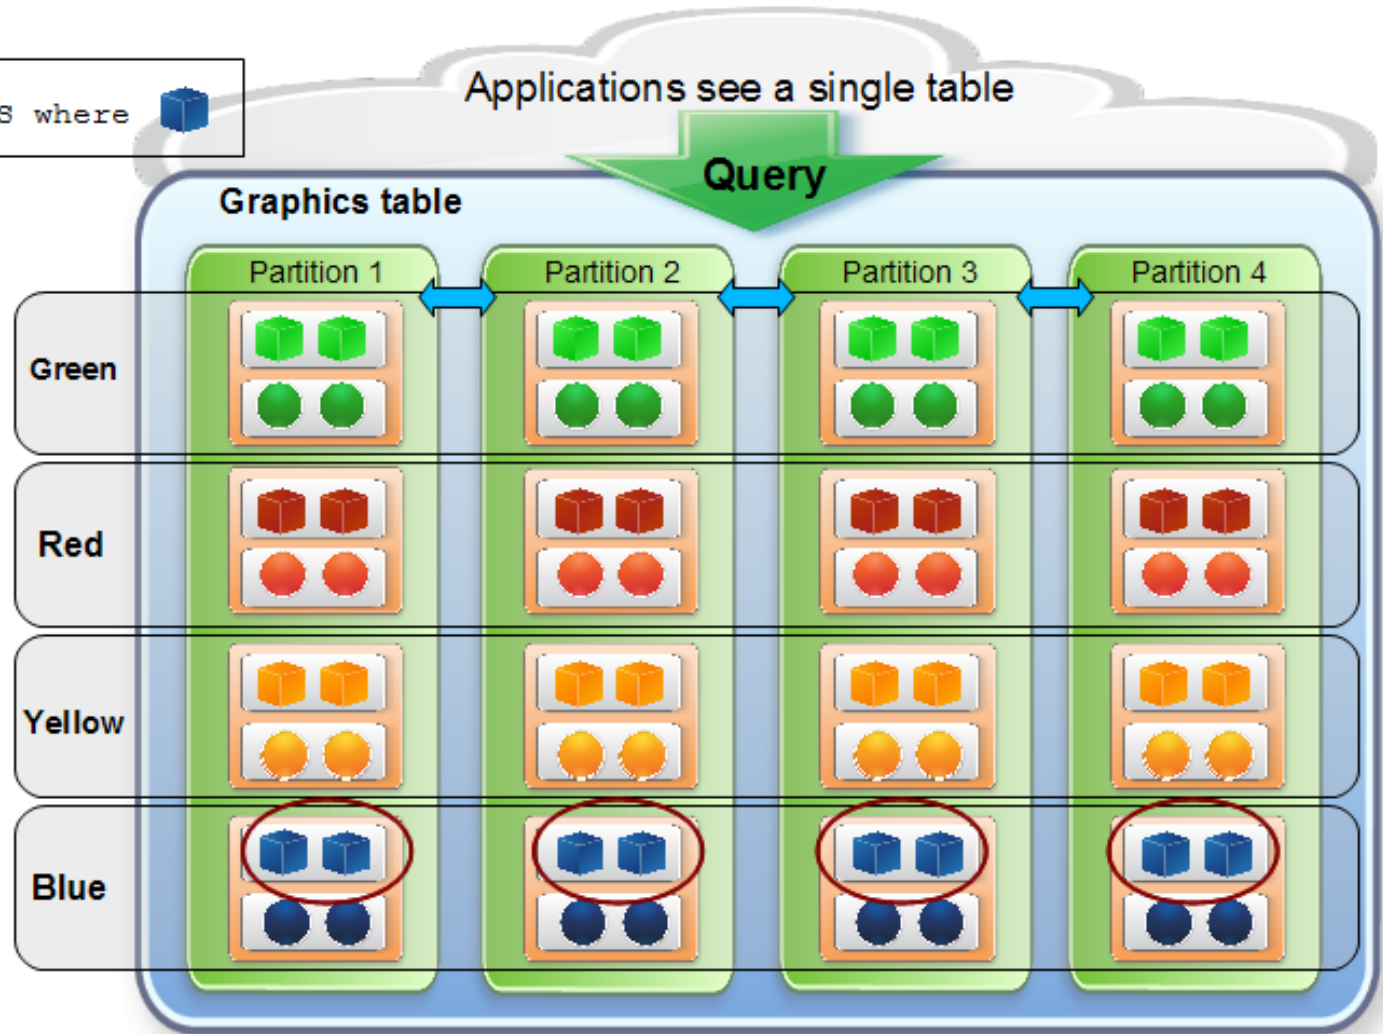 S where
Applications see a single table
Query
Graphics table
Partition 1
Partition 2
Partition 3
Partition 4
Green
Red
Yellow
Blue